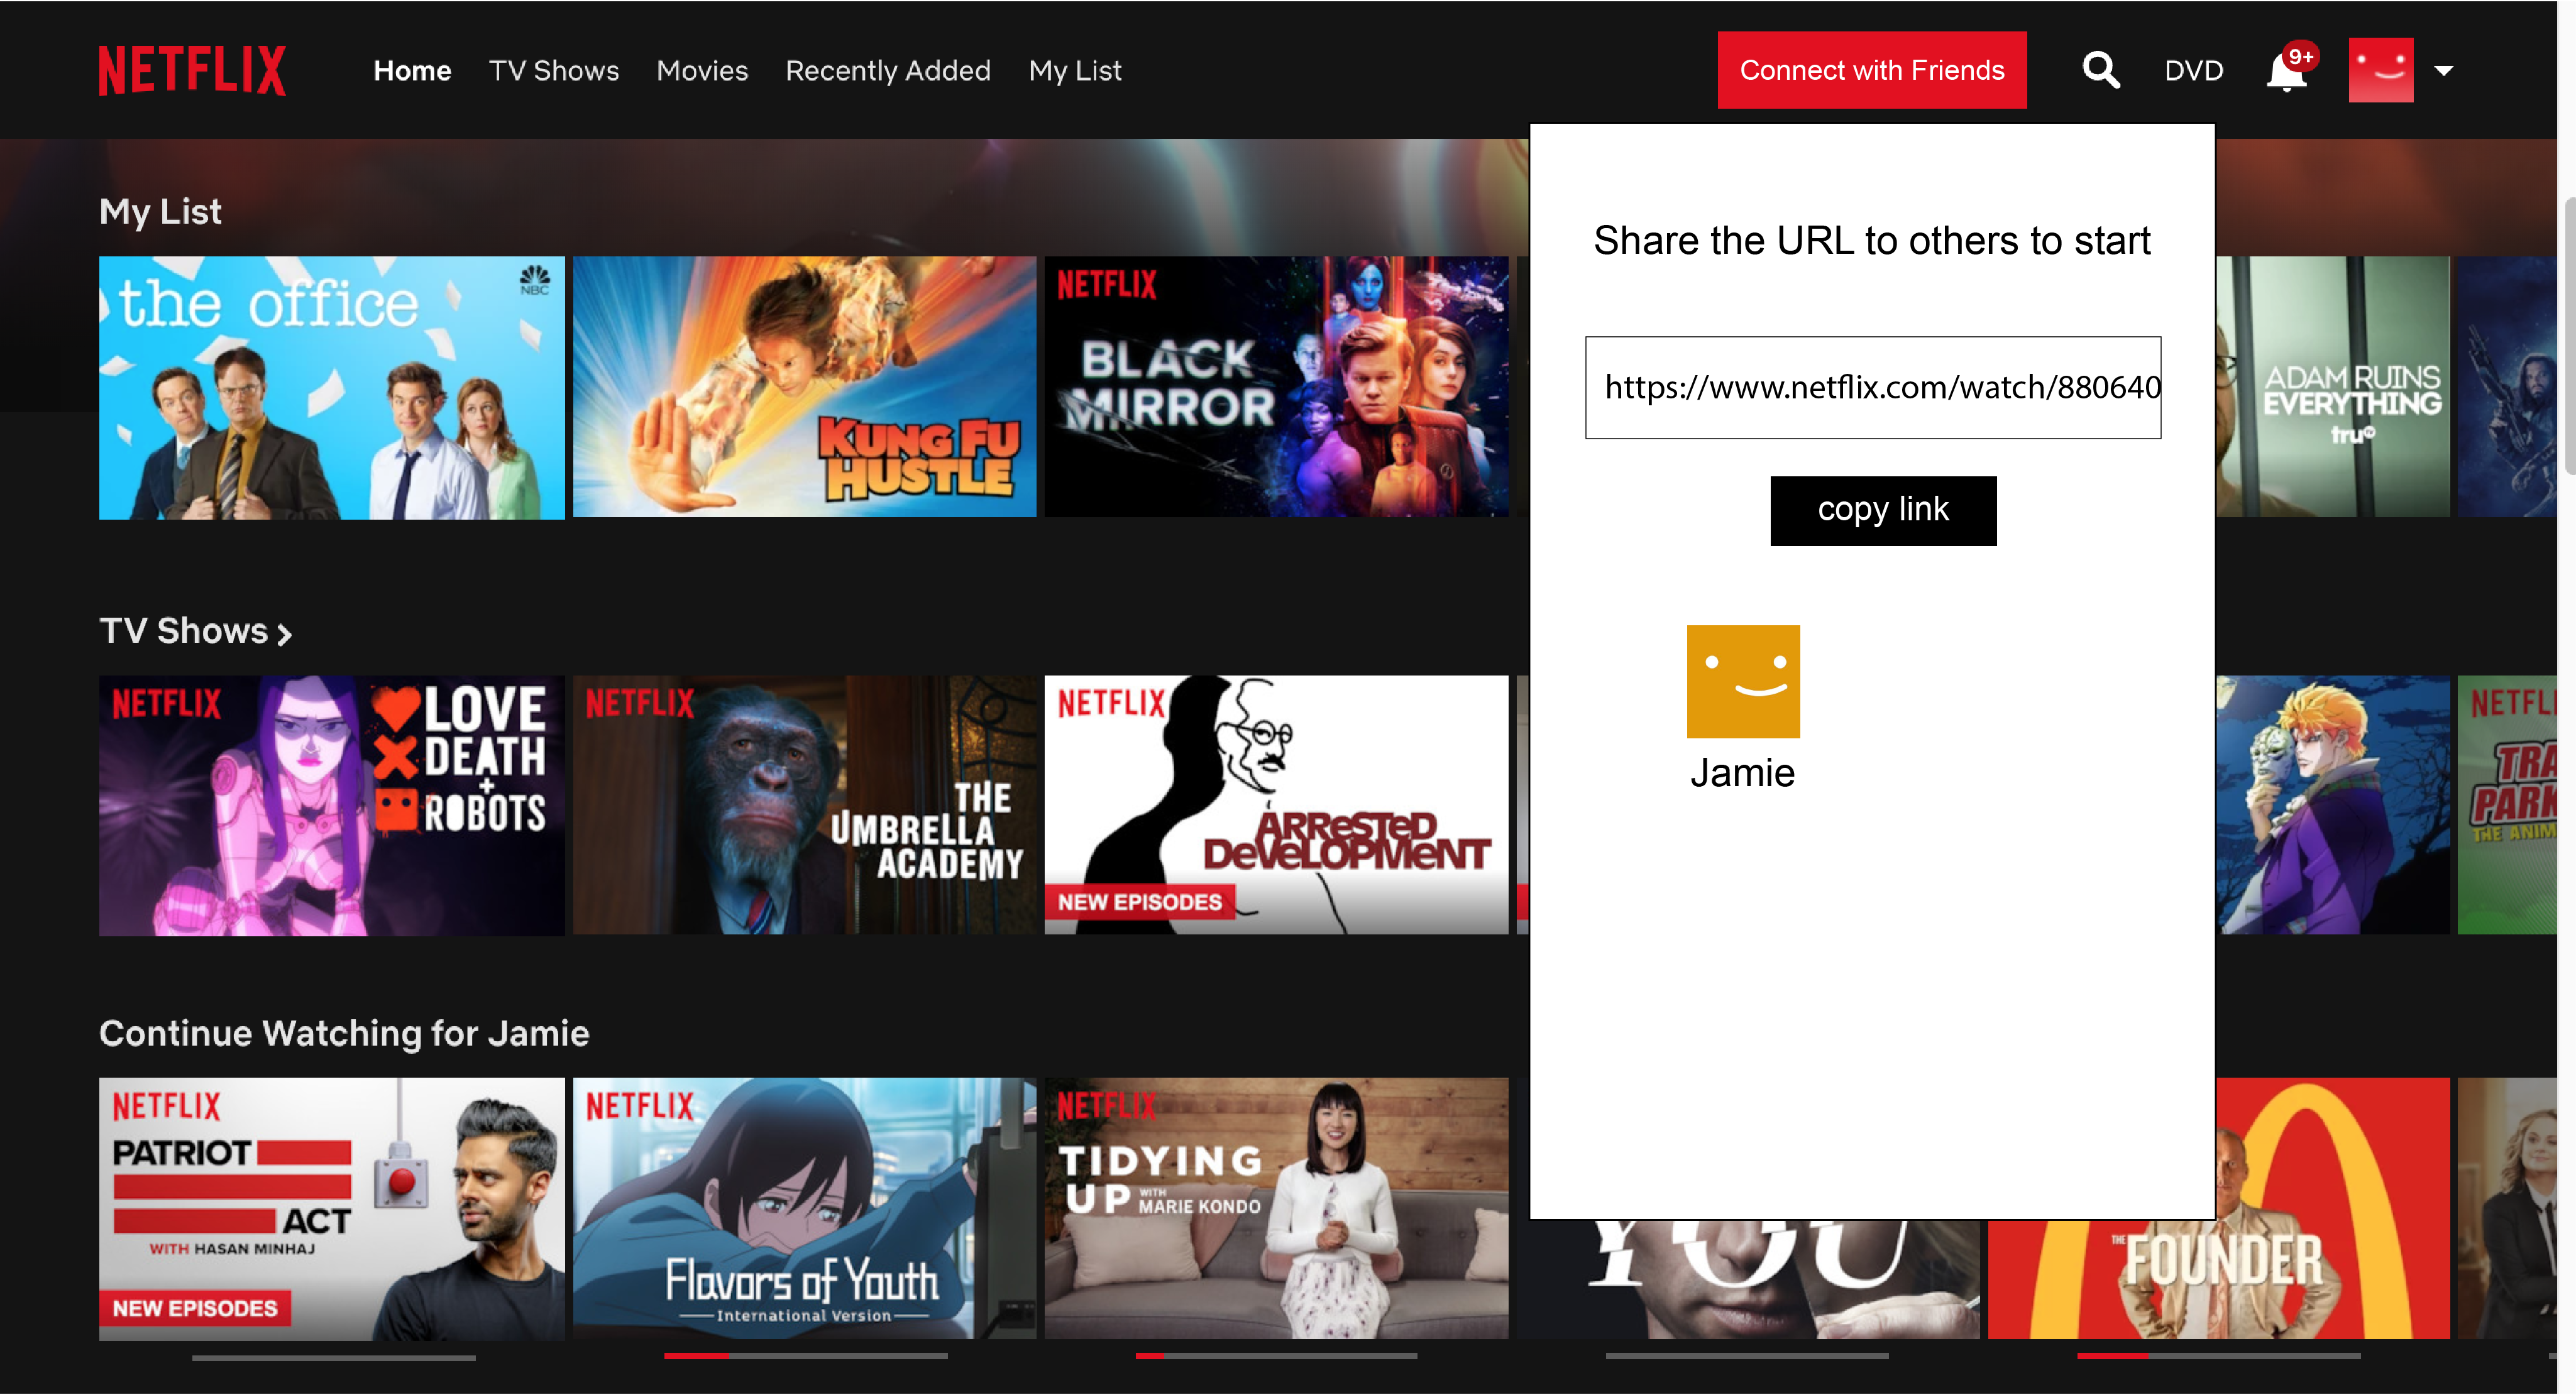 NETFLIX
Home
TV Shows
Movies
Recently Added
My List
Connect with Friends
DVD
9+
My List
the office
NBC
KUNG FU
HUSTLE
NETFLIX
BLACK
MIRROR
ADAM RUINS
EVERYTHING
tru
Share the URL to others to start
https://www.netflix.com/watch/880640
copy link
Jamie
TV Shows
NETFLIX
LOVE
DEATH
+
ROBOTS
NETFLIX
THE
UMBRELLA
ACADEMY
NETFLIX
ARReSTeD
DeVeLOPMeNT
NEW EPISODES
NETFLI
TRA
PARK
THE ANIM
Continue Watching for Jamie
NETFLIX
PATRIOT
ACT
WITH HASAN MINHAJ
NEW EPISODES
NETFLIX
Flavors of Youth
International Version
NETFLIX
TIDYING
UP WITH
MARIE KONDO
YOU
THE
FOUNDER